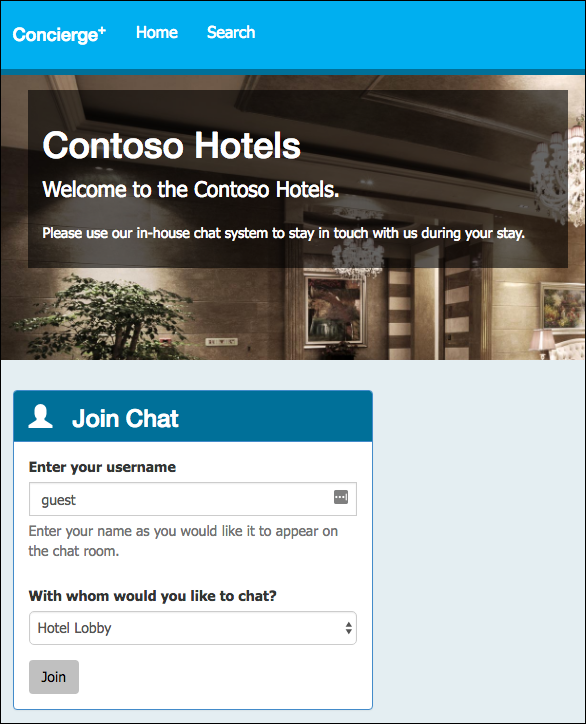 Concierge+ Home Search
Contoso Hotels
Welcome to the Contoso Hotels.
Please use our in-house chat system to stay in touch with us during your stay.
Join Chat
Enter your username
guest
Enter your name as you would like it to appear on
the chat room.
With whom would you like to chat?
Hotel Lobby
Join